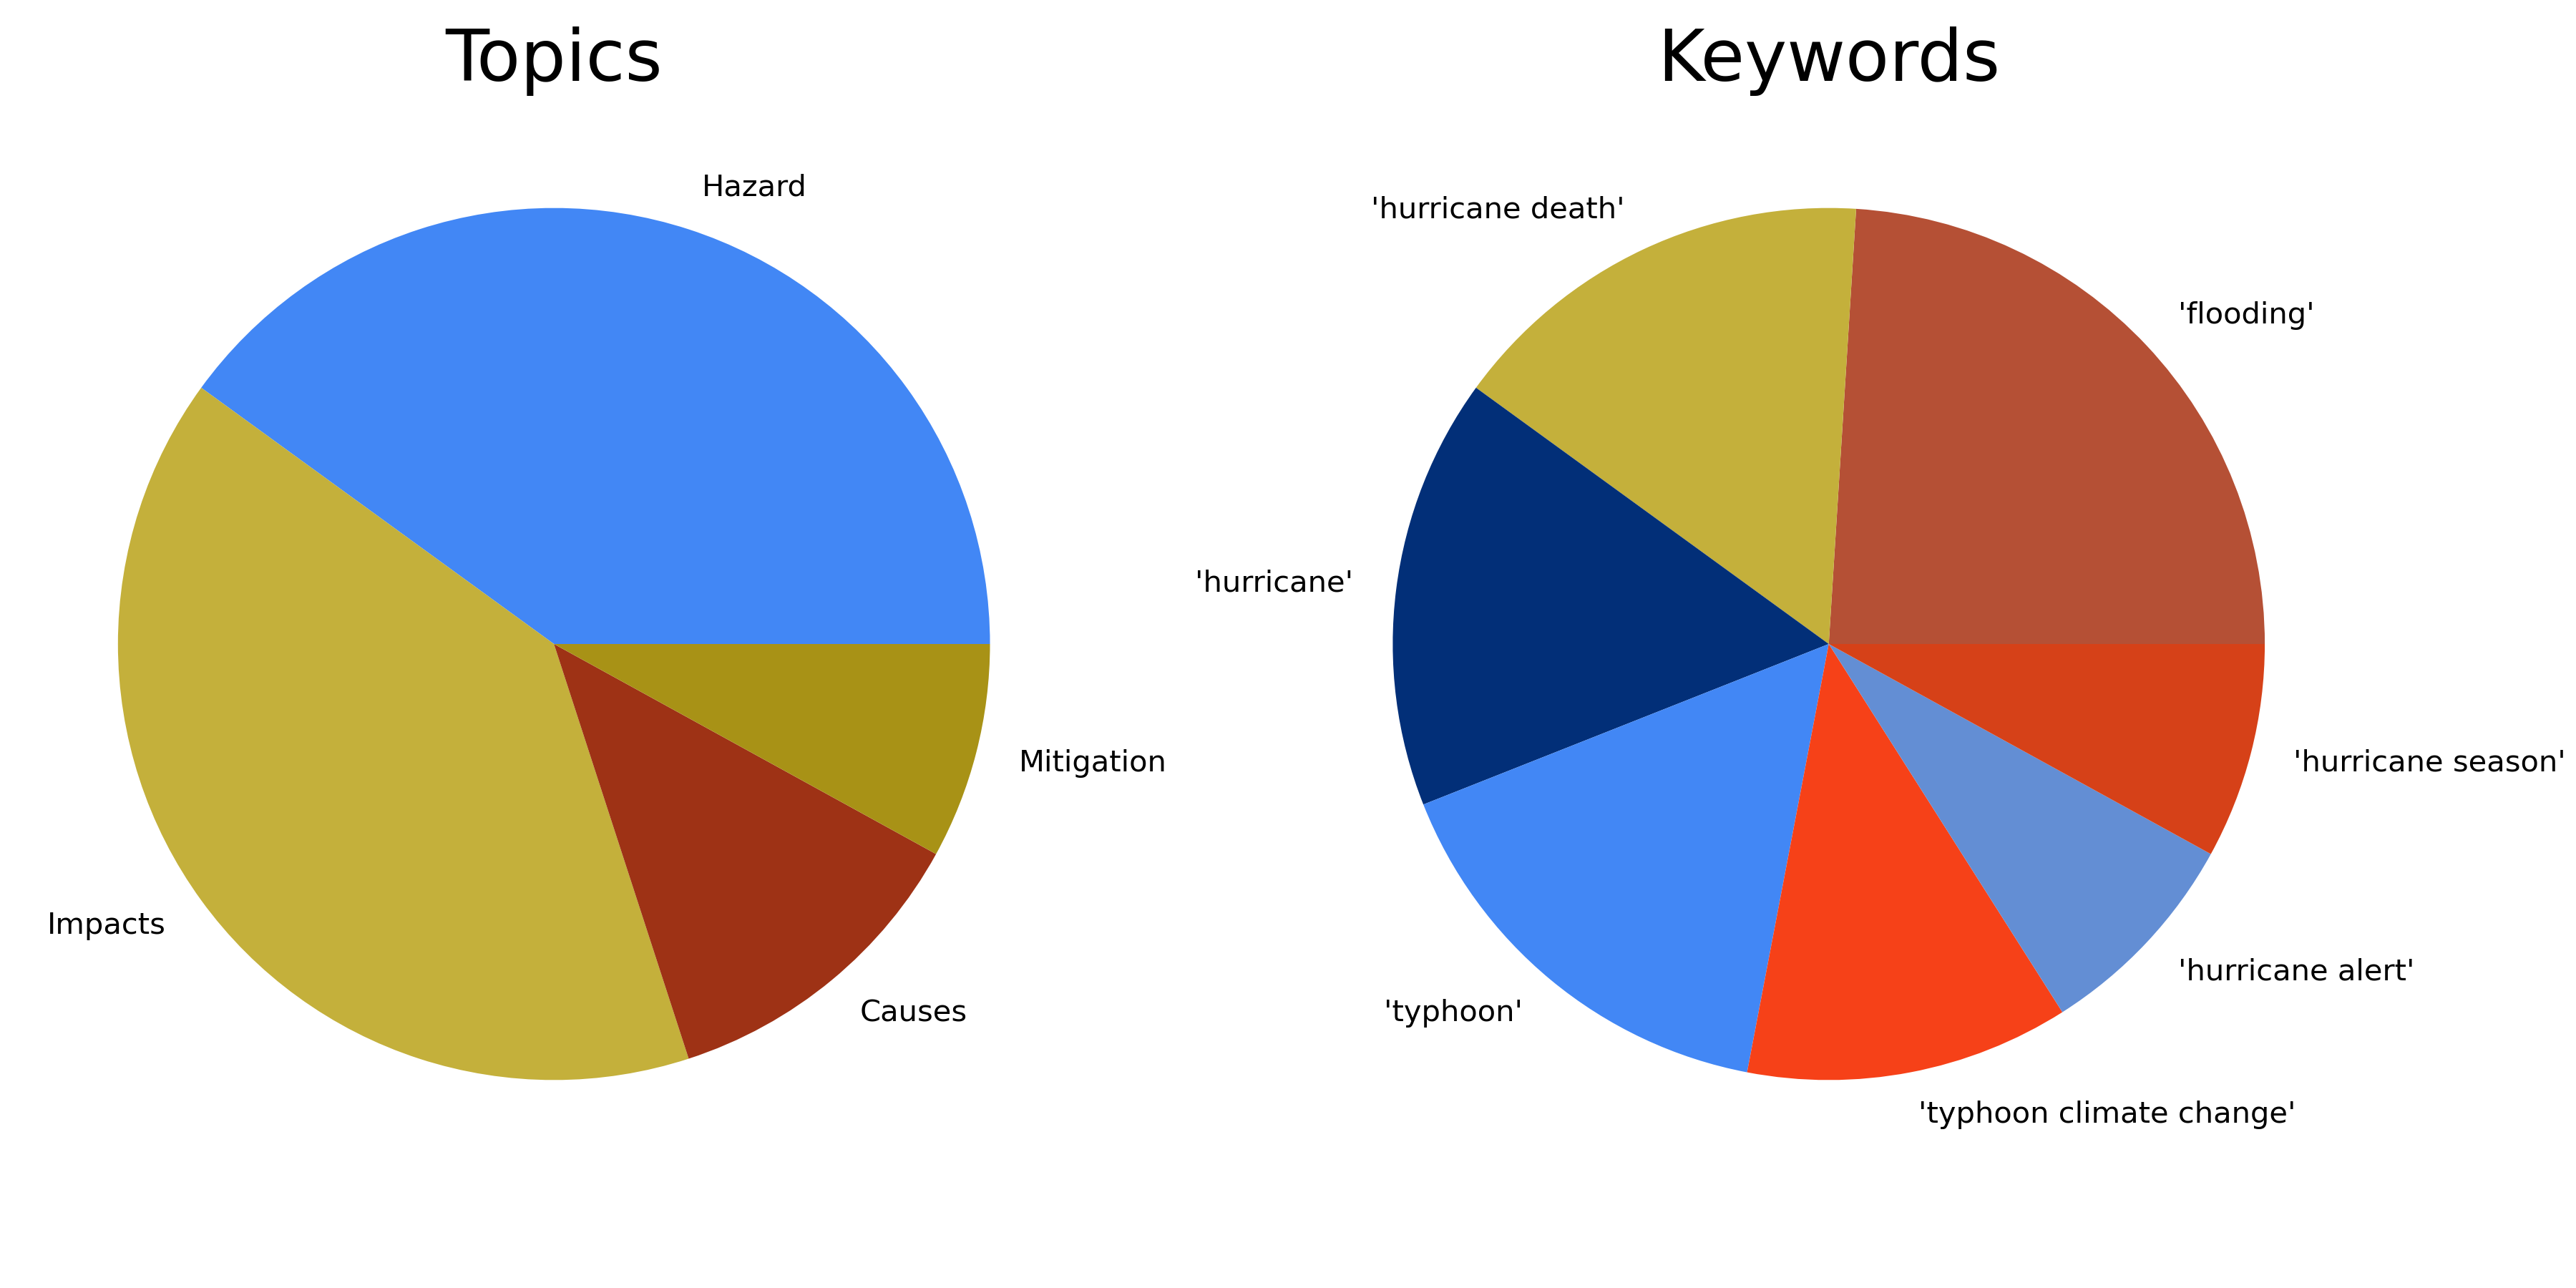 Topics
Hazard
Impacts
Causes
Mitigation
Keywords
'flooding'
'hurricane death'
'hurricane'
'typhoon'
'typhoon climate change'
'hurricane alert'
'hurricane season'